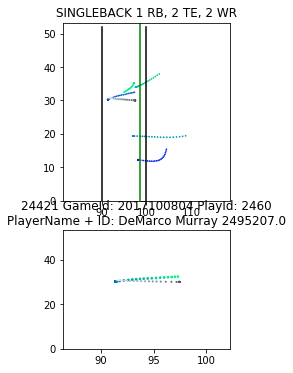 SINGLEBACK 1 RB, 2 TE, 2 WR
50
40
30
20
10
0
90 100 110
24421 GameId: 2017100804 PlayId: 2460
PlayerName + ID: DeMarco Murray 2495207.0
40
20
0
90 95 100